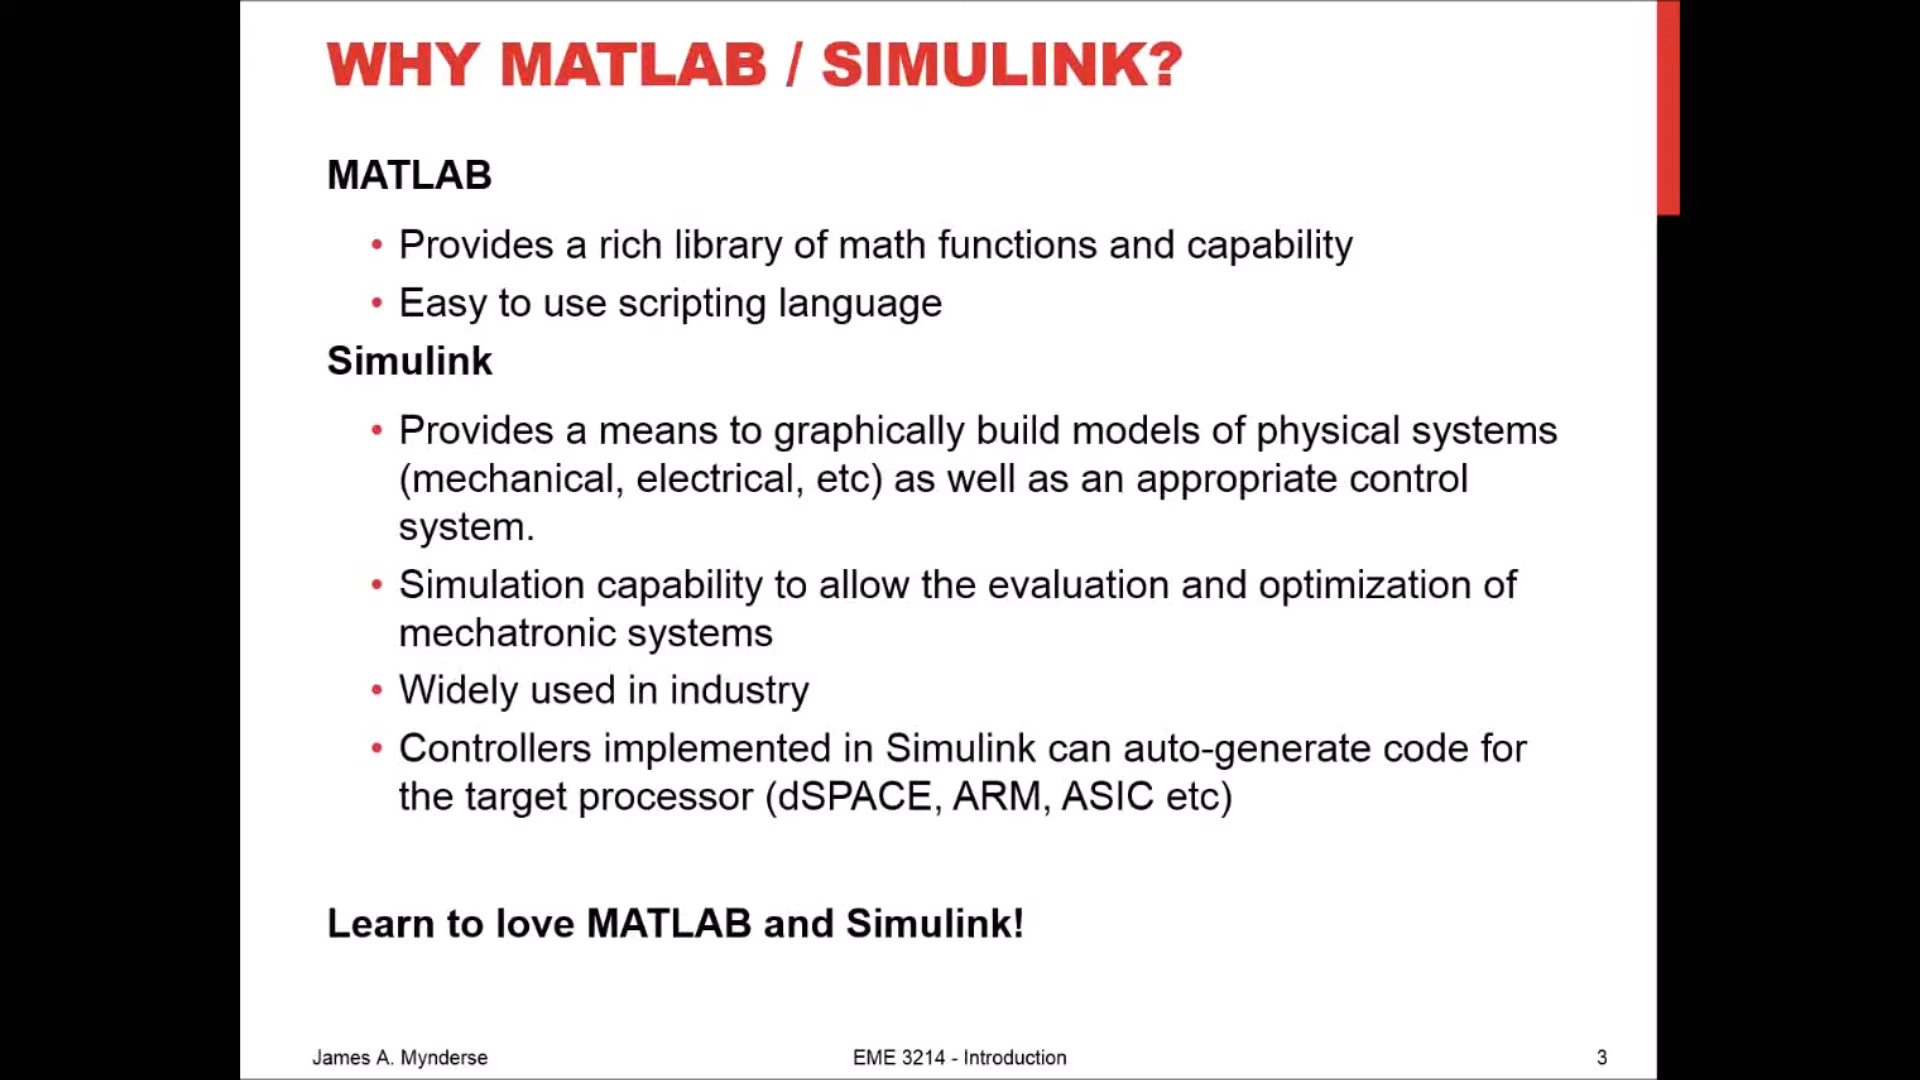 WHY MATLAB / SIMULINK?
MATLAB
• Provides a rich library of math functions and capability
• Easy to use scripting language
Simulink
• Provides a means to graphically build models of physical systems
(mechanical, electrical, etc) as well as an appropriate control
system.
• Simulation capability to allow the evaluation and optimization of
mechatronic systems
• Widely used in industry
• Controllers implemented in Simulink can auto-generate code for
the target processor (dSPACE, ARM, ASIC etc)
Learn to love MATLAB and Simulink!
James A. Mynderse
EME 3214 - Introduction
3